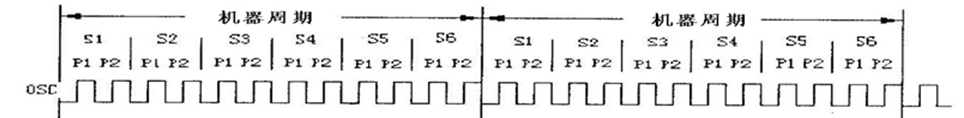 机器周期 机器周期
S1 S2 S3 S4 S5 S6 S1 S2 S3 S4 S5 S6
P1 P2 P1 P2 P1 P2 P1 P2 P1 P2 P1 P2 P1 P2 P1 P2 P1 P2 P1 P2 P1 P2 P1 P2
OSC